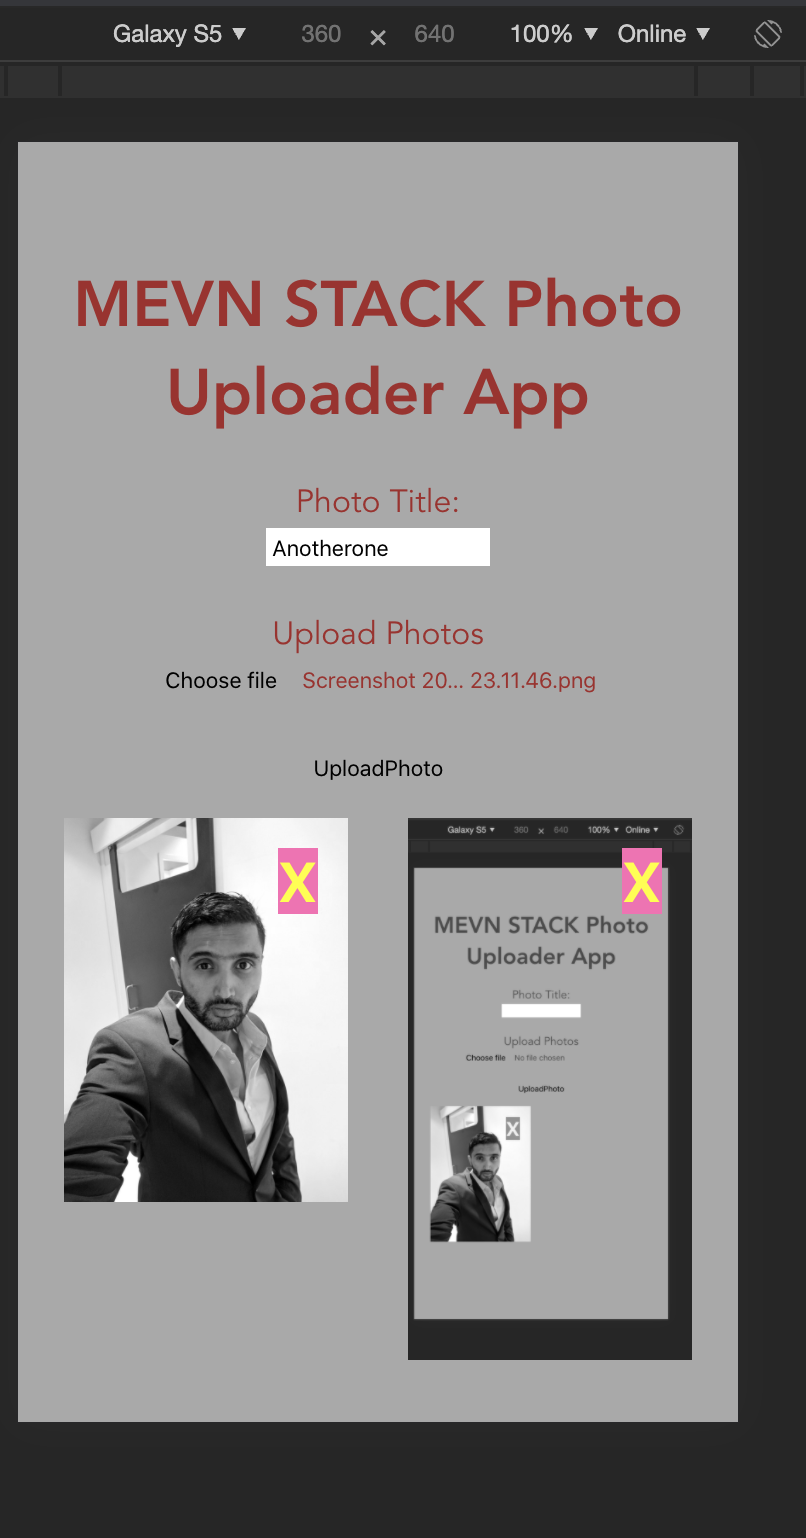 Galaxy S5 ▼ 360 × 640 100% ▼ Online ▼
MEVN STACK Photo
Uploader App
Photo Title:
Anotherone
Upload Photos
Choose file Screenshot 20... 23.11.46.png
UploadPhoto
X
Galaxy S5 ▼ 360 × 640 100% ▼ Online ▼
X
MEVN STACK Photo
Uploader App
Photo Title:
Upload Photos
Choose file No file chosen
UploadPhoto
X